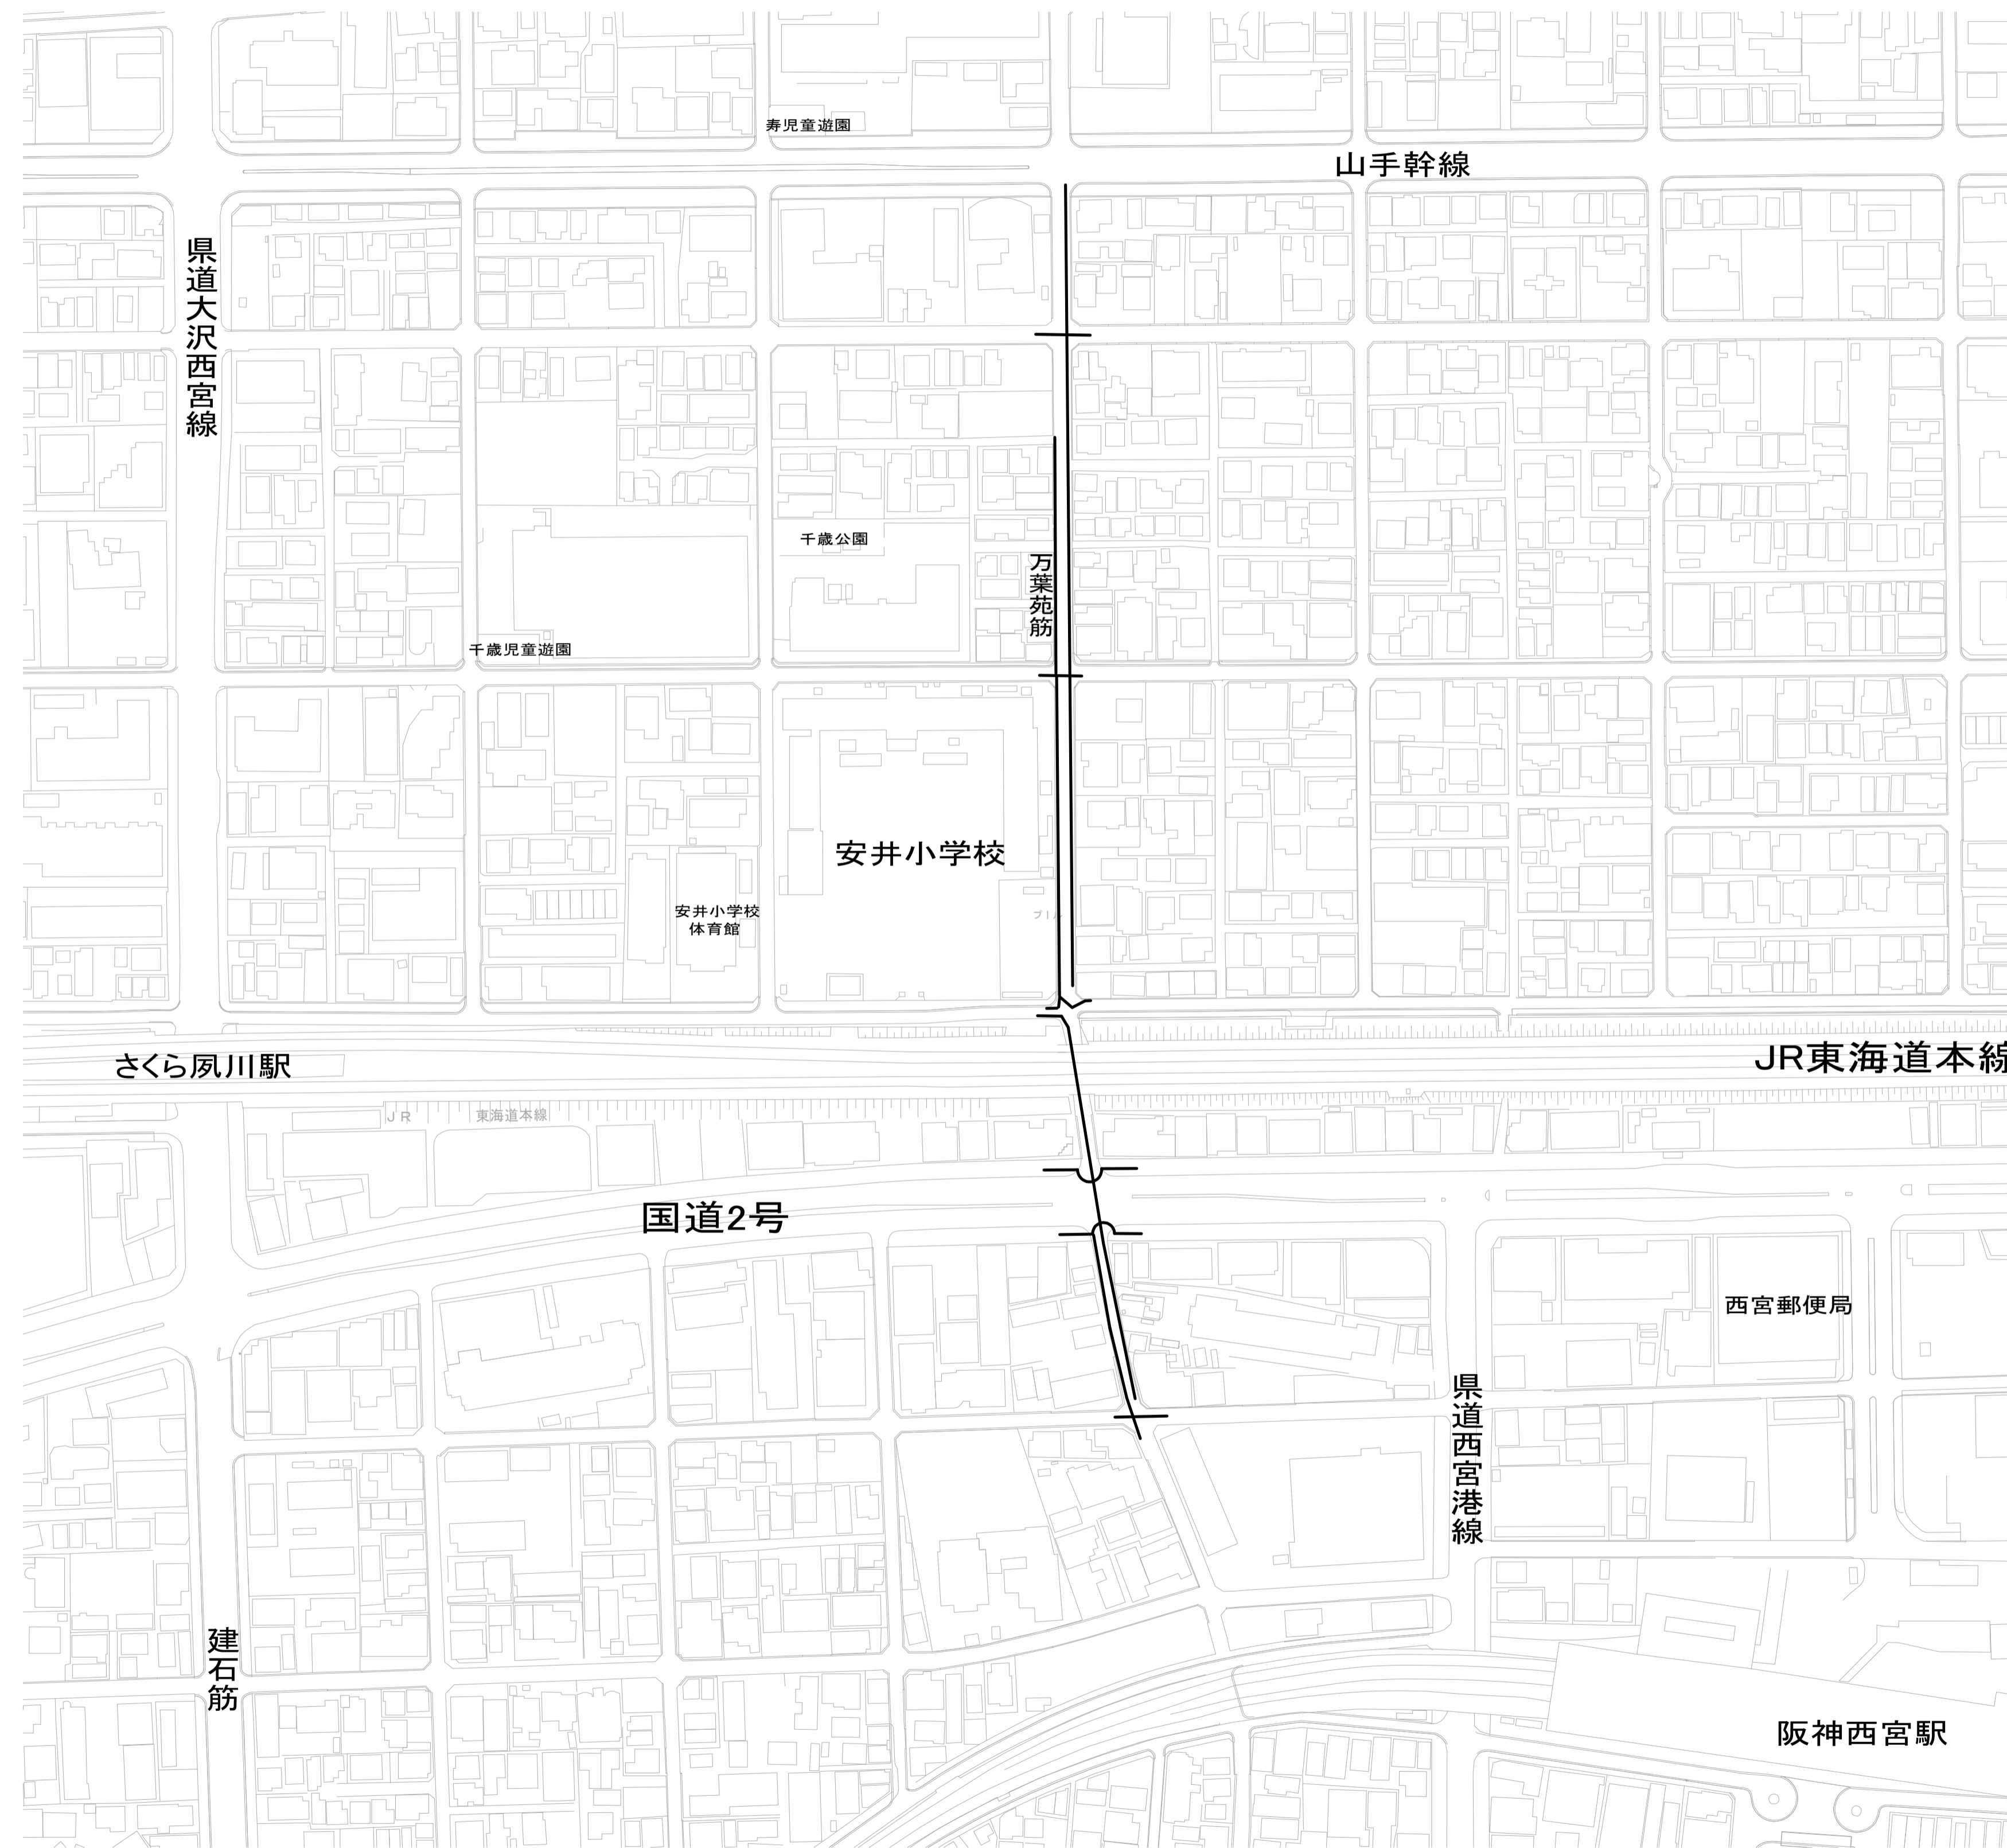 寿児童遊園
山手幹線
県道大沢西宮線
千歳公園
万葉苑筋
千歳児童遊園
安井小学校
安井小学校
体育館
プール
さくら夙川駅
JR東海道本線
JR
東海道本線
国道2号
西宮郵便局
県道西宮港線
建石筋
阪神西宮駅